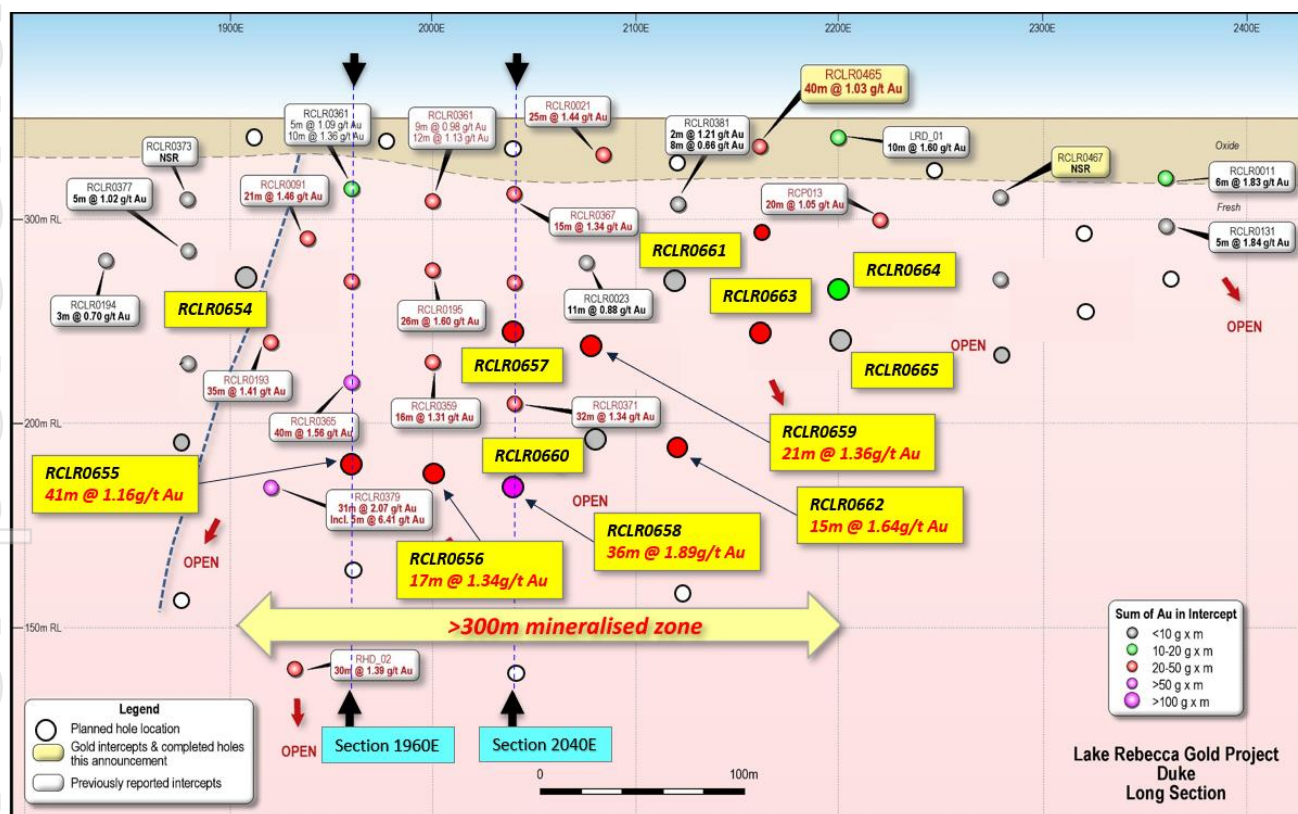 1900E
2000E
2100E
2200E
2300E
2400E
RCLR0361
5m @ 1.09 g/t Au
10m @ 1.36 g/t Au
RCLR0361
9m @ 0.98 g/t Au
12m @ 1.13 g/t Au
RCLR0021
25m @ 1.44 g/t Au
RCLR0465
40m @ 1.03 g/t Au
RCLR0381
2m @ 1.21 g/t Au
8m @ 0.66 g/t Au
LRD_01
10m @ 1.60 g/t Au
RCLR0373
NSR
RCLR0467
NSR
Oxide
RCLR0011
6m @ 1.83 g/t Au
RCLR0377
5m @ 1.02 g/t Au
RCLR0091
21m @ 1.46 g/t Au
RCP013
20m @ 1.05 g/t Au
Fresh
300m RL
RCLR0367
15m @ 1.34 g/t Au
RCLR0131
5m @ 1.84 g/t Au
RCLR0661
RCLR0664
RCLR0194
3m @ 0.70 g/t Au
RCLR0654
RCLR0195
26m @ 1.60 g/t Au
RCLR0023
11m @ 0.88 g/t Au
RCLR0663
OPEN
OPEN
RCLR0657
RCLR0665
RCLR0193
35m @ 1.41 g/t Au
RCLR0359
16m @ 1.31 g/t Au
RCLR0365
40m @ 1.56 g/t Au
RCLR0371
32m @ 1.34 g/t Au
200m RL
RCLR0659
21m @ 1.36g/t Au
RCLR0660
RCLR0655
41m @ 1.16g/t Au
RCLR0379
31m @ 2.07 g/t Au
Incl. 5m @ 6.41 g/t Au
OPEN
RCLR0662
15m @ 1.64g/t Au
RCLR0658
36m @ 1.89g/t Au
RCLR0656
17m @ 1.34g/t Au
OPEN
>300m mineralised zone
150m RL
Sum of Au in Intercept
<10 g x m
10-20 g x m
20-50 g x m
>50 g x m
>100 g x m
RHD_02
30m @ 1.39 g/t Au
OPEN
Section 1960E
Section 2040E
Legend
Planned hole location
Gold intercepts & completed holes
this announcement
Previously reported intercepts
0
100m
Lake Rebecca Gold Project
Duke
Long Section